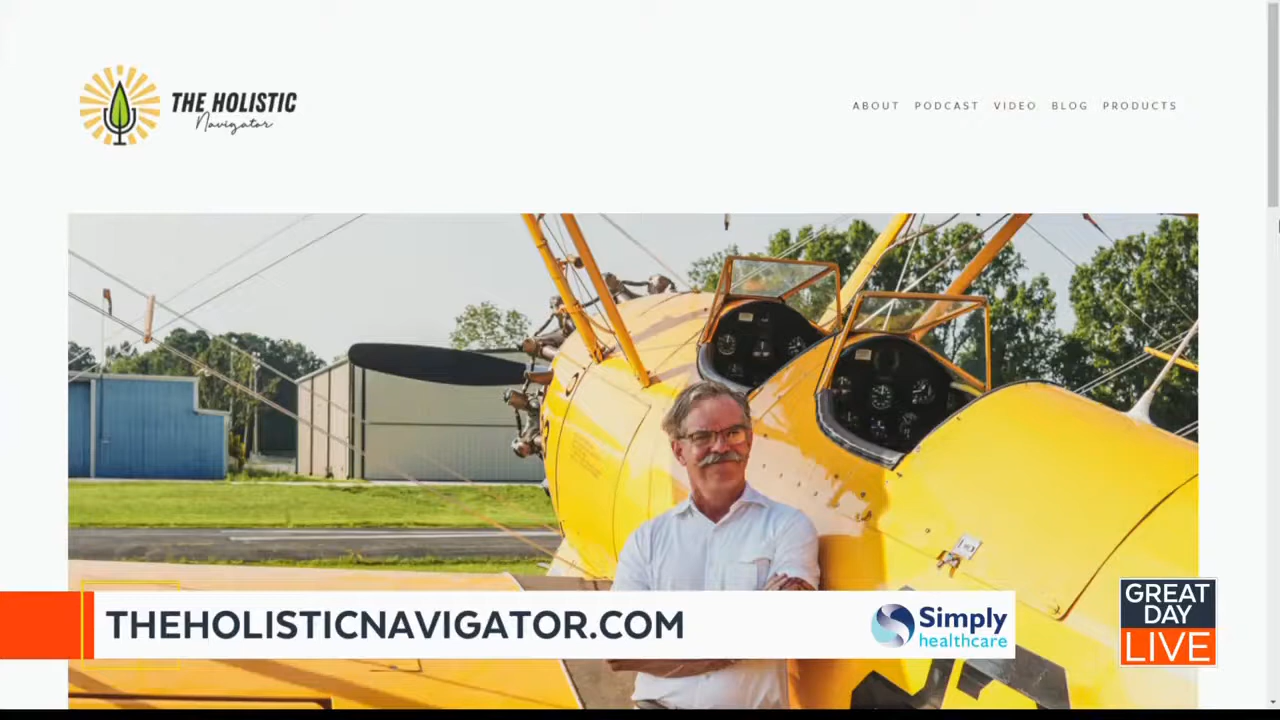 THE HOLISTIC
Navigator
ABOUT PODCAST VIDEO BLOG PRODUCTS
THEHOLISTICNAVIGATOR.COM
Simply
healthcare
GREAT
DAY
LIVE